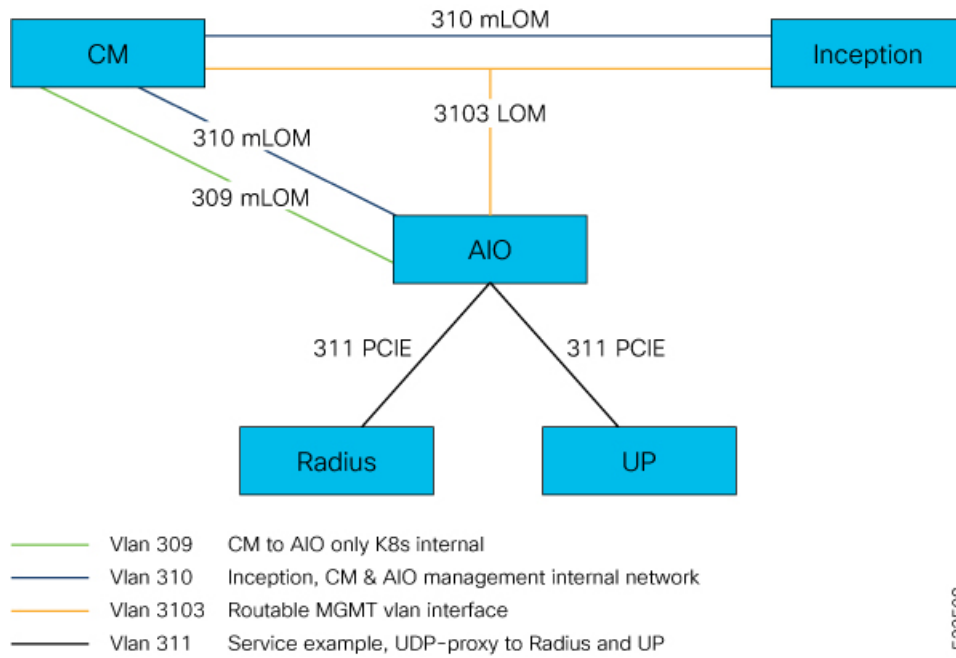 310 mLOM
CM
Inception
3103 LOM
310 mLOM
309 mLOM
AIO
311 PCIE
311 PCIE
Radius
UP
Vlan 309 CM to AIO only K8s internal
Vlan 310 Inception, CM & AIO management internal network
Vlan 3103 Routable MGMT vlan interface
Vlan 311 Service example, UDP-proxy to Radius and UP